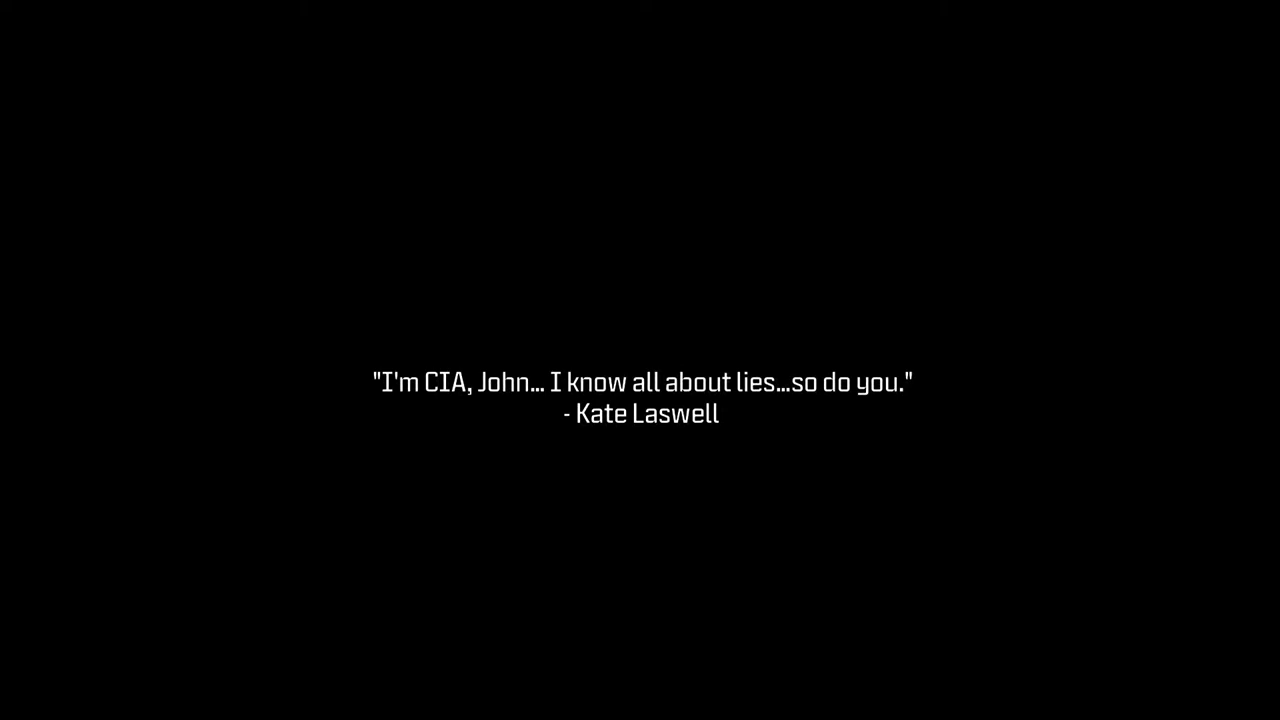 "I'm CIA, John... I know all about lies...so do you."
- Kate Laswell